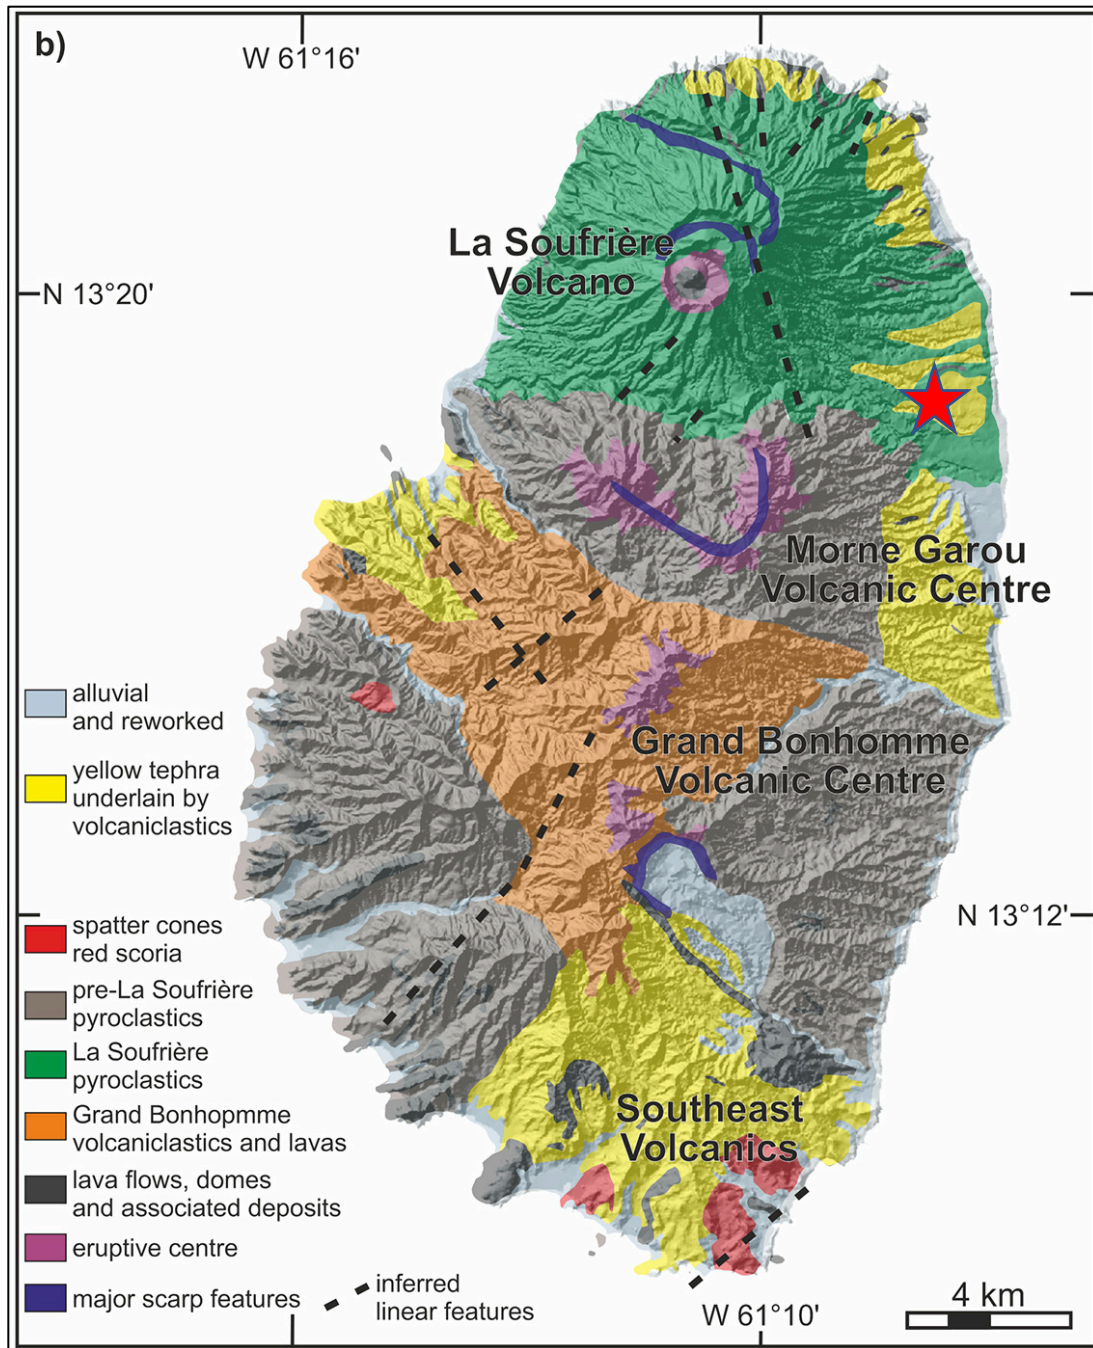 b)
W 61°16'
La Soufrière
Volcano
N 13°20'
Morne Garou
Volcanic Centre
Grand Bonhomme
Volcanic Centre
N 13°12'
Southeast
Volcanics
alluvial
and reworked
yellow tephra
underlain by
volcaniclastics
spatter cones
red scoria
pre-La Soufrière
pyroclastics
La Soufrière
pyroclastics
Grand Bonhopmme
volcaniclastics and lavas
lava flows, domes
and associated deposits
eruptive centre
major scarp features
inferred
linear features
W 61°10'
4 km